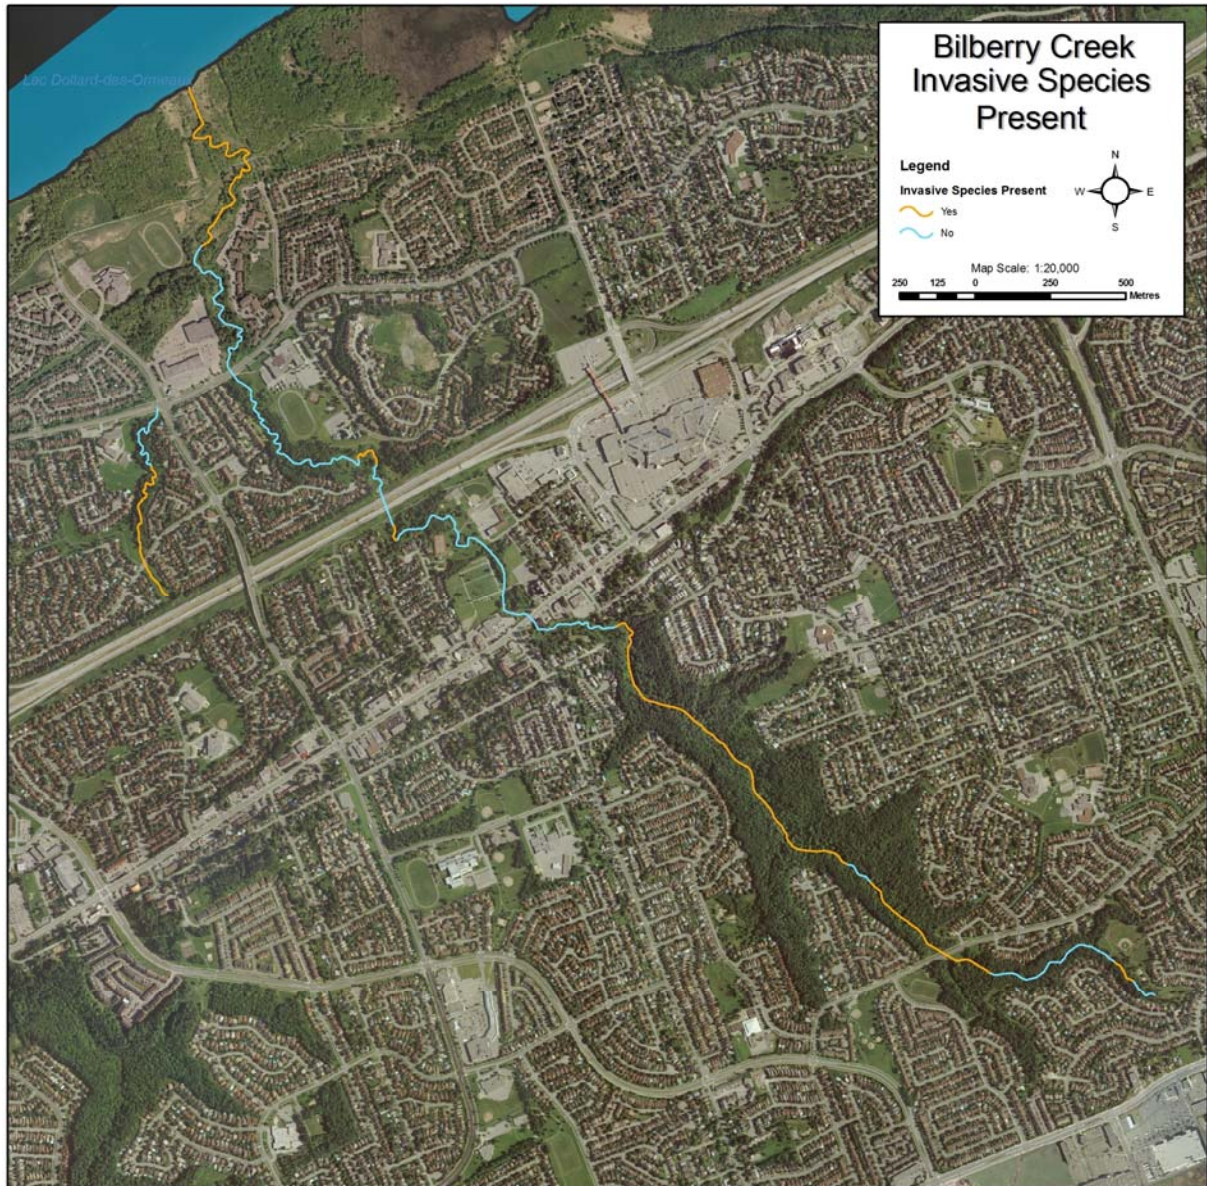 Lac Dollard-des-Ormeaux
Bilberry Creek
Invasive Species
Present
Legend
Invasive Species Present
Yes
No
N
W E
S
Map Scale: 1:20,000
250 125 0 250 500
Metres